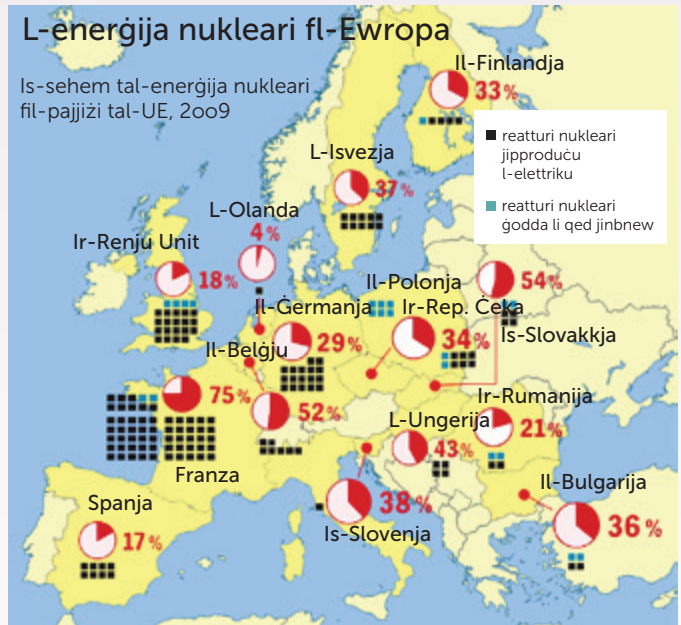 L-enerġija nukleari fl-Ewropa
Is-sehem tal-enerġija nukleari
fil-pajjiżi tal-UE, 2009
Il-Finlandja
33%
reatturi nukleari
jipproduċu
l-elettriku
reatturi nukleari
ġodda li qed jinbnew
L-Isvezja
37%
L-Olanda
4%
Ir-Renju Unit
18%
Il-Polonja
54%
Il-Ġermanja
29%
Ir-Rep. Ċeka
34%
Is-Slovakkja
Il-Belġju
52%
75%
Franza
Ir-Rumanija
21%
L-Ungerija
43%
Il-Bulgarija
36%
38%
Is-Slovenja
Spanja
17%